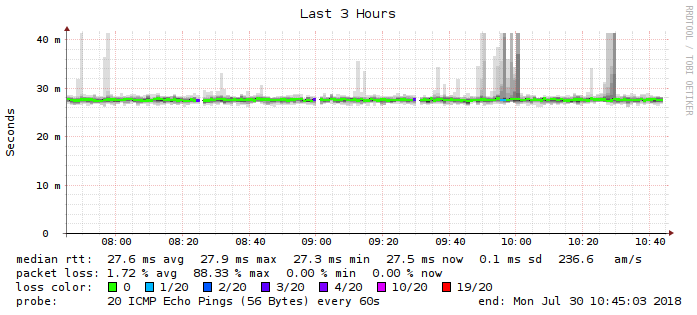 Last 3 Hours
RRDTOOL / TOBI OETIKER
Seconds
40 m
30 m
20 m
10 m
0
08:00 08:20 08:40 09:00 09:20 09:40 10:00 10:20 10:40
median rtt: 27.6 ms avg 27.9 ms max 27.3 ms min 27.5 ms now 0.1 ms sd 236.6 am/s
packet loss: 1.72 % avg 88.33 % max 0.00 % min 0.00 % now
loss color: 0 1/20 2/20 3/20 4/20 10/20 19/20
probe: 20 ICMP Echo Pings (56 Bytes) every 60s end: Mon Jul 30 10:45:03 2018